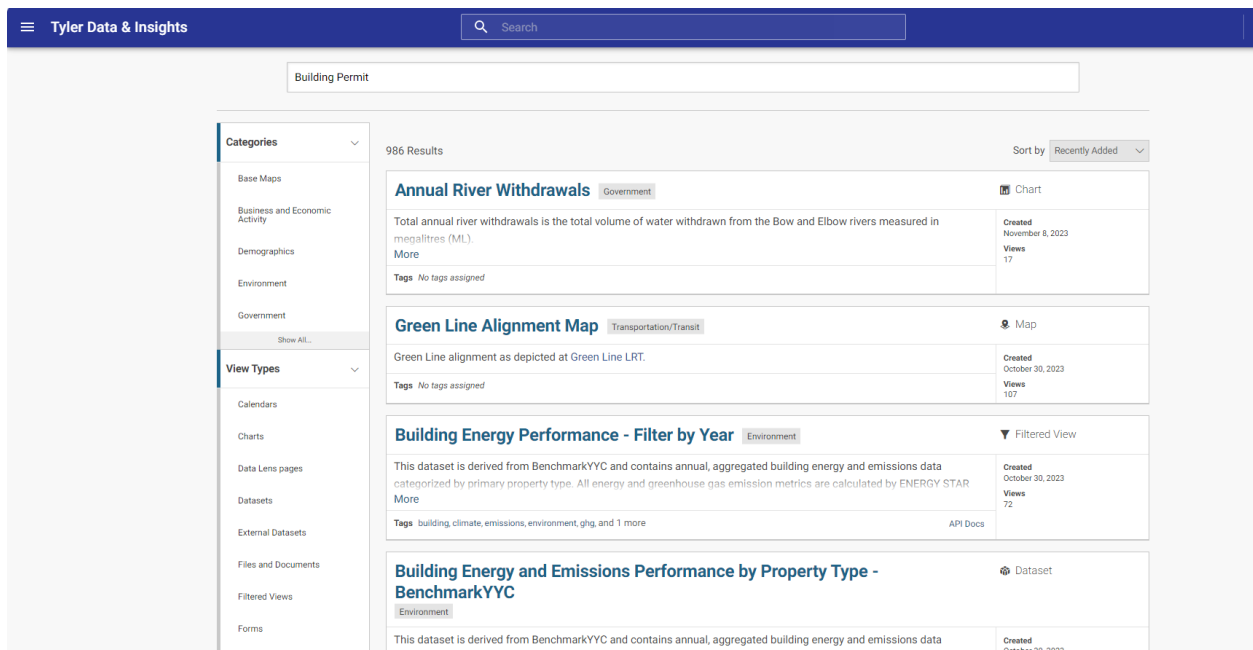 Tyler Data & Insights
Search
Building Permit
Categories
Base Maps
Business and Economic
Activity
Demographics
Environment
Government
Show All...
View Types
Calendars
Charts
Data Lens pages
Datasets
External Datasets
Files and Documents
Filtered Views
Forms
986 Results
Sort by Recently Added
Annual River Withdrawals Government
Chart
Total annual river withdrawals is the total volume of water withdrawn from the Bow and Elbow rivers measured in
megalitres (ML).
More
Tags No tags assigned
Created
November 8, 2023
Views
17
Green Line Alignment Map Transportation/Transit
Map
Green Line alignment as depicted at Green Line LRT.
Tags No tags assigned
Created
October 30, 2023
Views
107
Building Energy Performance - Filter by Year Environment
Filtered View
This dataset is derived from BenchmarkYYC and contains annual, aggregated building energy and emissions data
categorized by primary property type. All energy and greenhouse gas emission metrics are calculated by ENERGY STAR
More
Tags building, climate, emissions, environment, ghg, and 1 more
API Docs
Created
October 30, 2023
Views
72
Building Energy and Emissions Performance by Property Type -
BenchmarkYYC
Environment
Dataset
This dataset is derived from BenchmarkYYC and contains annual, aggregated building energy and emissions data
Created